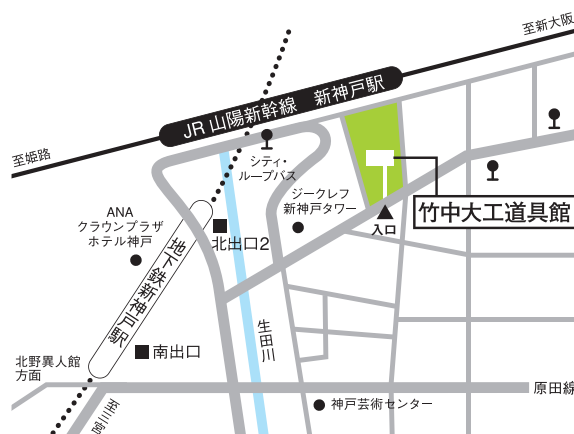 至新大阪
JR 山陽新幹線 新神戸駅
至姫路
シティ・
ループバス
ANA
クラウンプラザ
ホテル神戸
ジークレフ
新神戸タワー
竹中大工道具館
入口
北出口2
地下鉄新神戸駅
生田川
南出口
北野異人館
方面
原田線
神戸芸術センター
至三宮